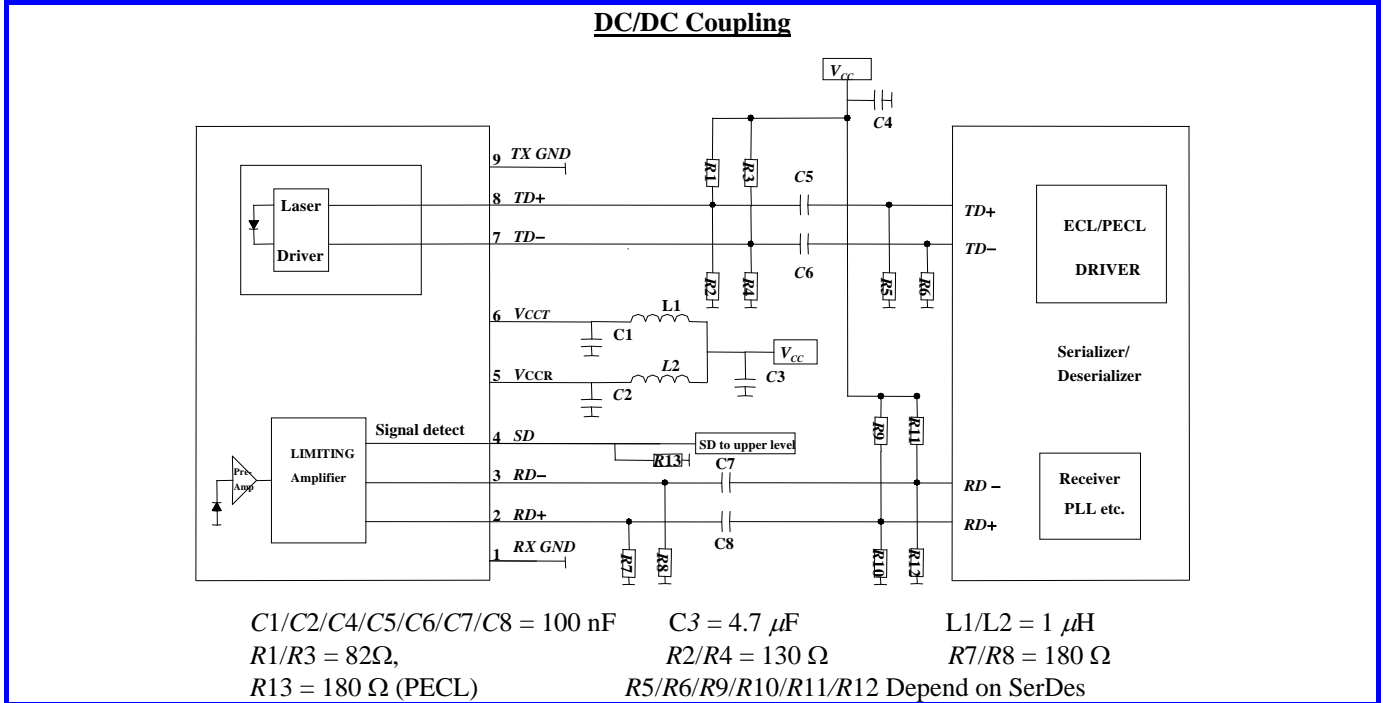 DC/DC Coupling
VCC
C4
9 TX GND
R1
R3
C5
Laser
Driver
8 TD+
TD+
7 TD−
TD−
C6
R2
R4
R5
R6
ECL/PECL
DRIVER
6 VCCT
L1
C1
VCC
L2
C3
5 VCCR
C2
Serializer/
Deserializer
R9
R11
Signal detect
4 SD
SD to upper level
R13
LIMITING
Amplifier
Pre-
Amp
C7
3 RD−
RD −
Receiver
PLL etc.
2 RD+
RD+
C8
1 RX GND
R7
R8
R10
R12
C1/C2/C4/C5/C6/C7/C8 = 100 nF C3 = 4.7 µF L1/L2 = 1 µH
R1/R3 = 82Ω, R2/R4 = 130 Ω R7/R8 = 180 Ω
R13 = 180 Ω (PECL) R5/R6/R9/R10/R11/R12 Depend on SerDes